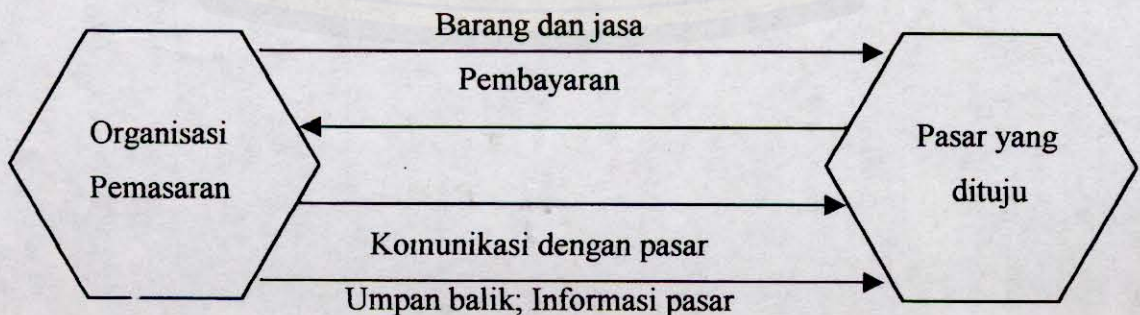 Barang dan jasa
Pembayaran
Organisasi
Pemasaran
Pasar yang
dituju
Komunikasi dengan pasar
Umpan balik; Informasi pasar